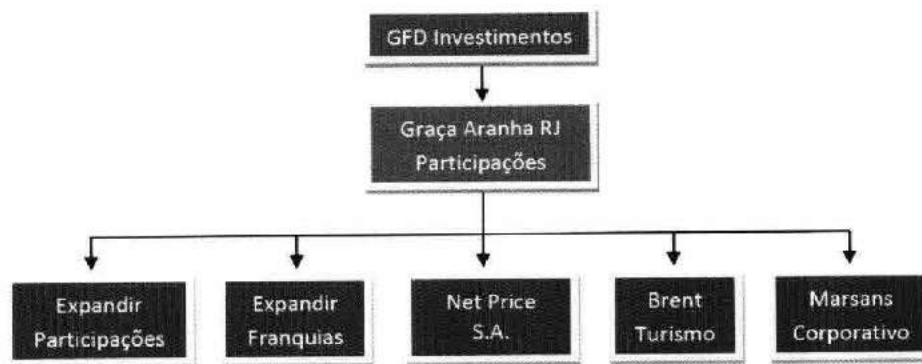 GFD Investimentos
Graça Aranha RJ
Participações
Expandir
Participações
Expandir
Franquias
Net Price
S.A.
Brent
Turismo
Marsans
Corporativo